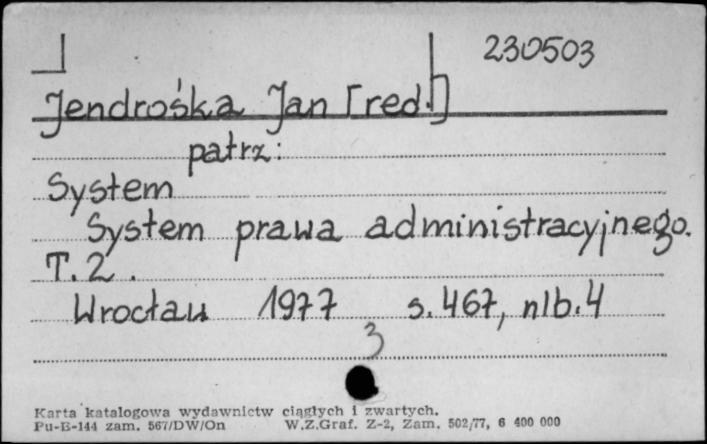 230503
Jendrośka Jan [red.]
patrz:
System
System prawa administracyjnego.
T. 2.
Wrocław 1977 s. 467, nlb. 4
3
Karta katalogowa wydawnictw ciągłych i zwartych.
Pu-B-144 zam. 567/DW/On W.Z.Graf. Z-2, Zam. 502/77, 6 400 000